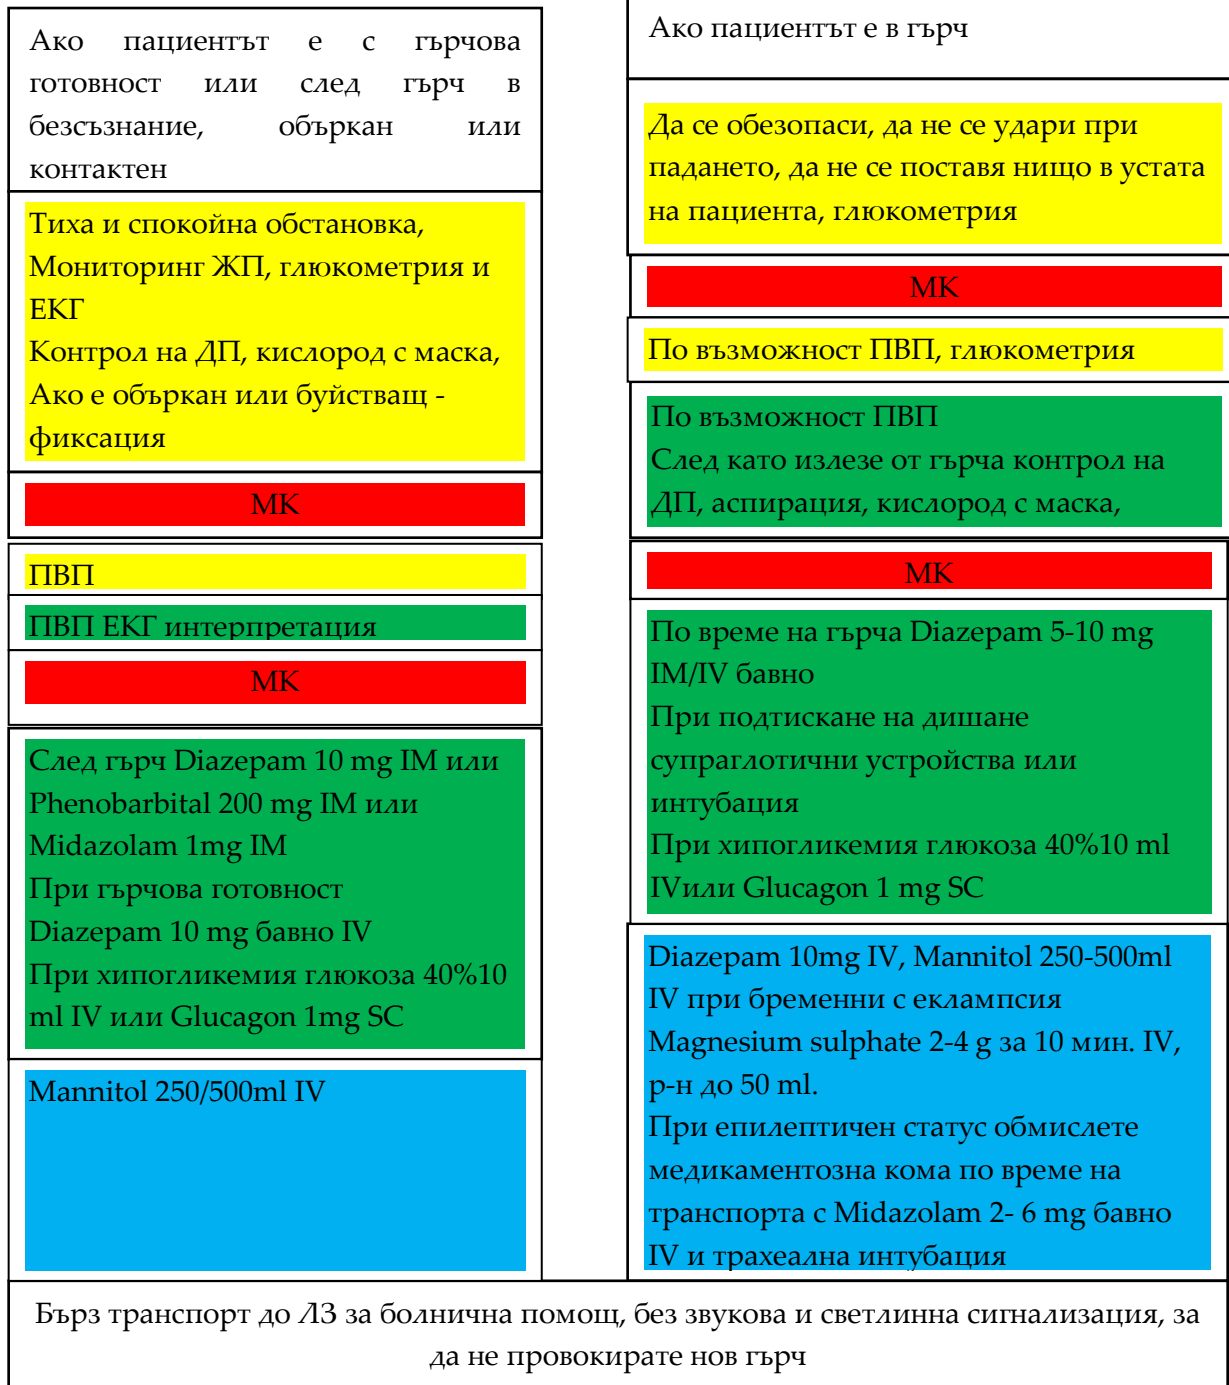 Ако пациентът е с гърчова
готовност или след гърч в
безсъзнание, объркан или
контактен
Тиха и спокойна обстановка,
Мониторинг ЖП, глюкометрия и
ЕКГ
Контрол на ДП, кислород с маска,
Ако е объркан или буйстващ -
фиксация
МК
ПВП
ПВП ЕКГ интерпретация
МК
След гърч Diazepam 10 mg IM или
Phenobarbital 200 mg IM или
Midazolam 1mg IM
При гърчова готовност
Diazepam 10 mg бавно IV
При хипогликемия глюкоза 40%10
ml IV или Glucagon 1mg SC
Mannitol 250/500ml IV
Ако пациентът е в гърч
Да се обезопаси, да не се удари при
падането, да не се поставя нищо в устата
на пациента, глюкометрия
МК
По възможност ПВП, глюкометрия
По възможност ПВП
След като излезе от гърча контрол на
ДП, аспирация, кислород с маска,
МК
По време на гърча Diazepam 5-10 mg
IM/IV бавно
При подтискане на дишане
супраглотични устройства или
интубация
При хипогликемия глюкоза 40%10 ml
IVили Glucagon 1 mg SC
Diazepam 10mg IV, Mannitol 250-500ml
IV при бременни с еклампсия
Magnesium sulphate 2-4 g за 10 мин. IV,
р-н до 50 ml.
При епилептичен статус обмислете
медикаментозна кома по време на
транспорта с Midazolam 2- 6 mg бавно
IV и трахеална интубация
Бърз транспорт до ЛЗ за болнична помощ, без звукова и светлинна сигнализация, за
да не провокирате нов гърч